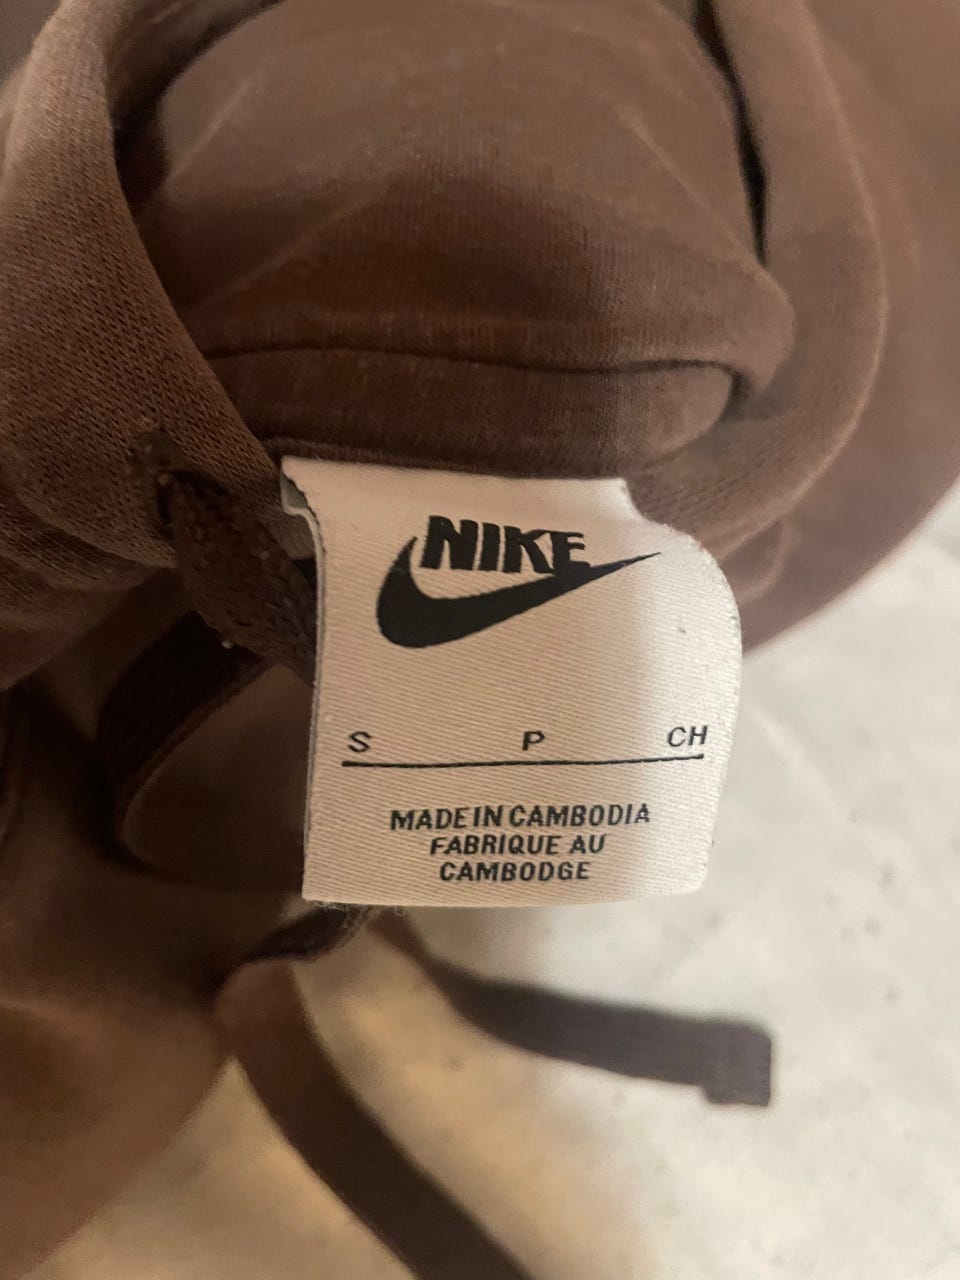 NIKE
S P CH
MADE IN CAMBODIA
FABRIQUE AU
CAMBODGE